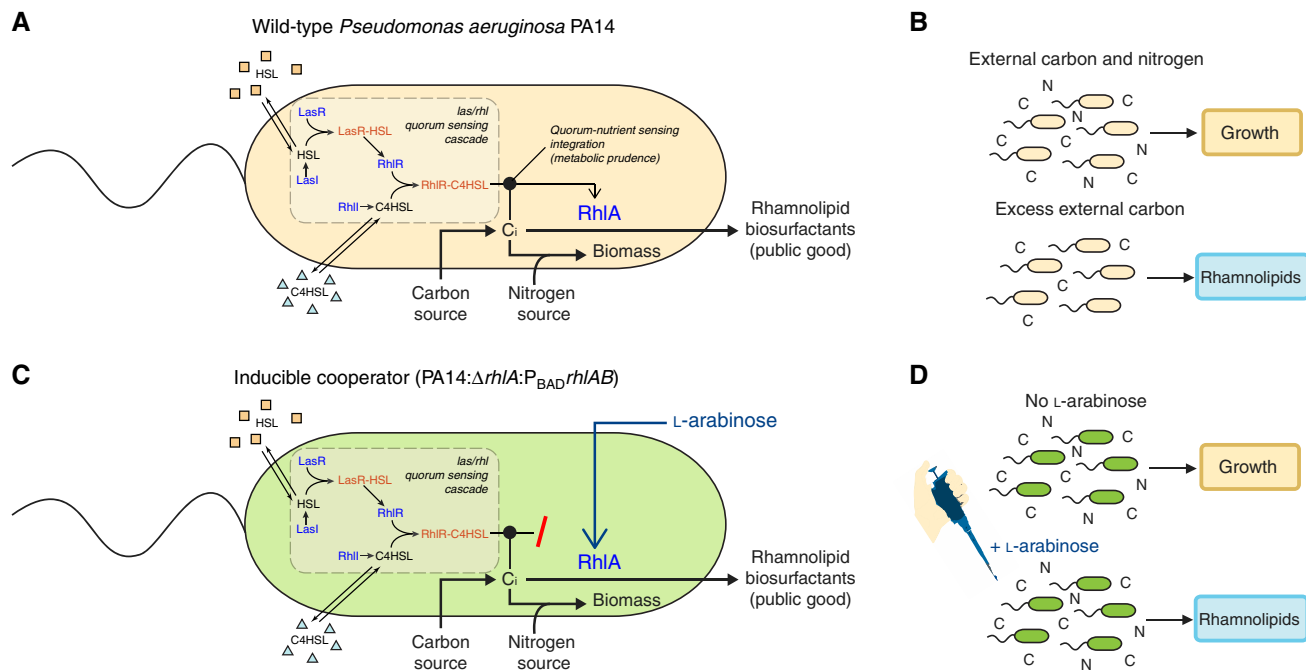 A
Wild-type Pseudomonas aeruginosa PA14
HSL
LasR
las/rhl
quorum sensing
cascade
LasR-HSL
HSL
RhlR
LasI
RhlR-C4HSL
RhlI
C4HSL
C4HSL
Quorum-nutrient sensing
integration
(metabolic prudence)
RhlA
Ci
Biomass
Rhamnolipid
biosurfactants
(public good)
Carbon
source
Nitrogen
source
B
External carbon and nitrogen
N
C
C
N
C
N
C
N
C
Growth
Excess external carbon
C
C
C
C
C
C
Rhamnolipids
C
Inducible cooperator (PA14:ΔrhlA:PBADrhlAB)
HSL
LasR
las/rhl
quorum sensing
cascade
LasR-HSL
HSL
RhlR
LasI
RhlR-C4HSL
RhlI
C4HSL
C4HSL
L-arabinose
RhlA
Ci
Biomass
Rhamnolipid
biosurfactants
(public good)
Carbon
source
Nitrogen
source
D
No L-arabinose
N
C
C
N
C
N
C
N
C
Growth
+ L-arabinose
N
C
C
N
C
N
C
N
C
Rhamnolipids